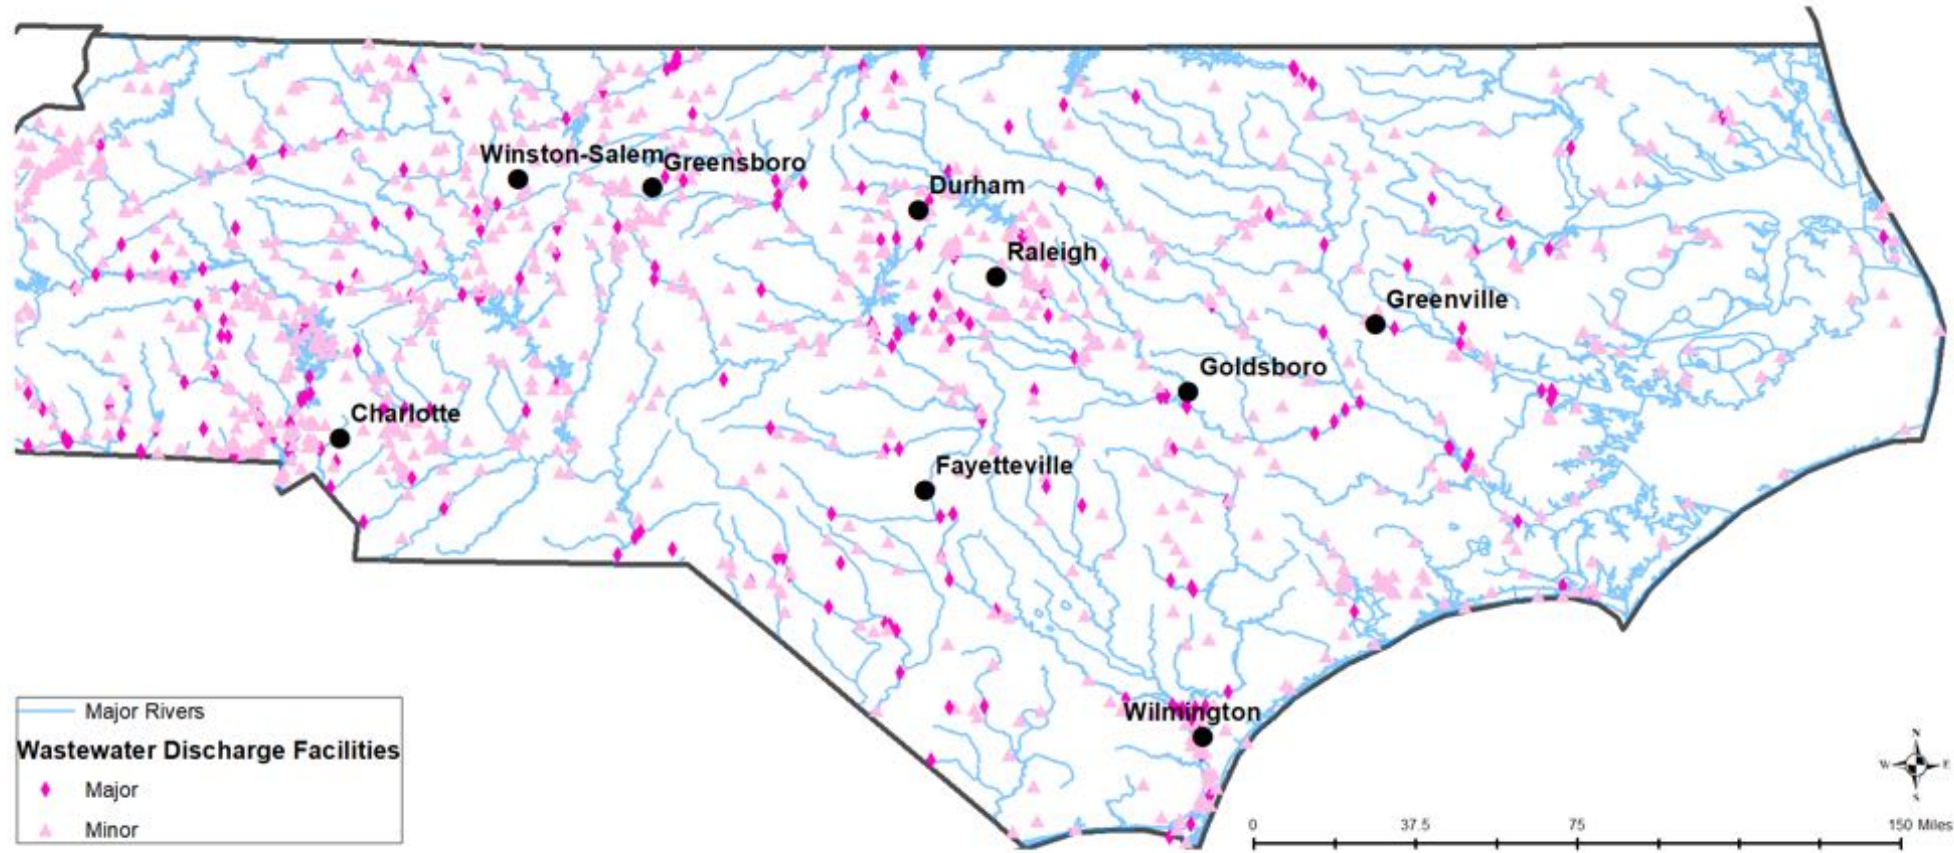 Winston-Salem
Greensboro
Durham
Raleigh
Greenville
Goldsboro
Charlotte
Fayetteville
Wilmington
Major Rivers
Wastewater Discharge Facilities
Major
Minor
N
W E
S
0 37.5 75 150 Miles